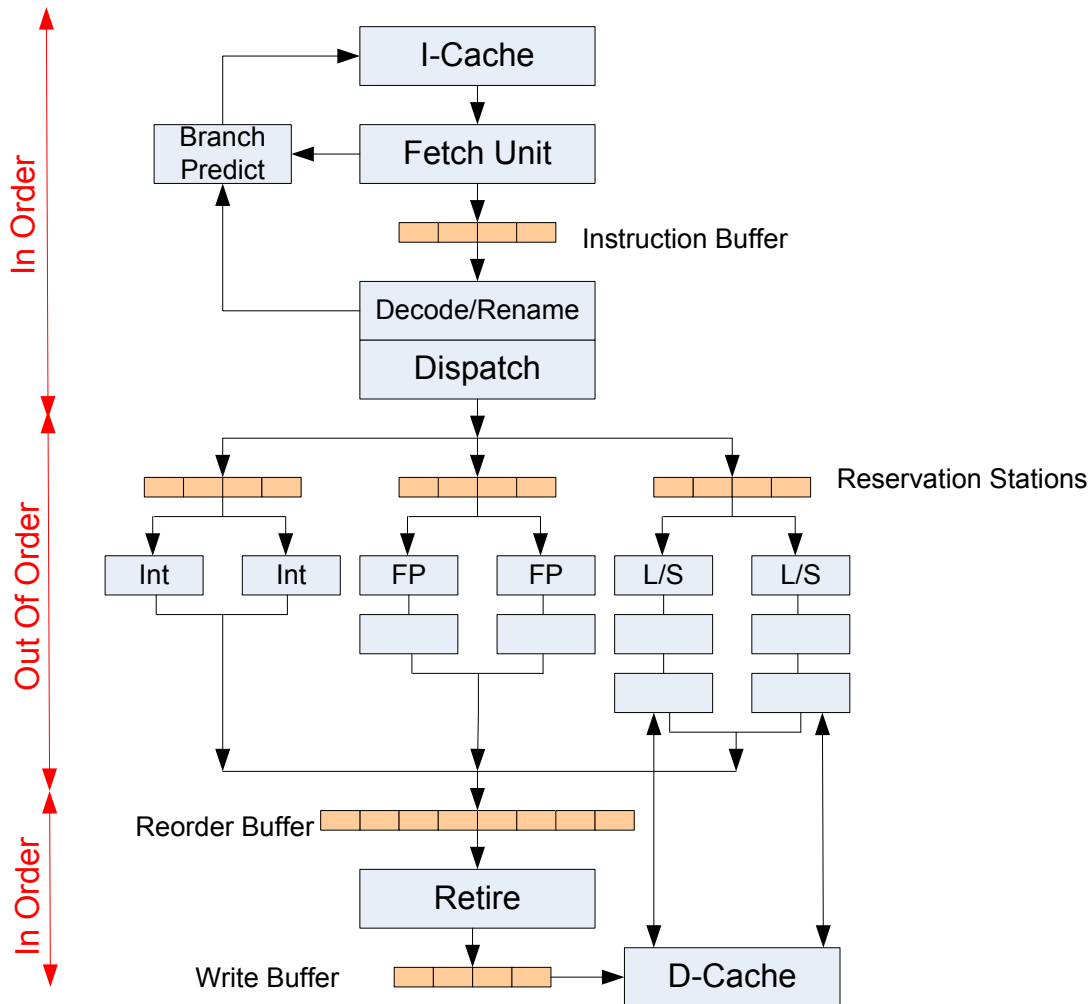 I-Cache
Branch
Predict
Fetch Unit
Instruction Buffer
Decode/Rename
Dispatch
In Order
Reservation Stations
Int
Int
FP
FP
L/S
L/S
Out Of Order
Reorder Buffer
Retire
Write Buffer
D-Cache
In Order